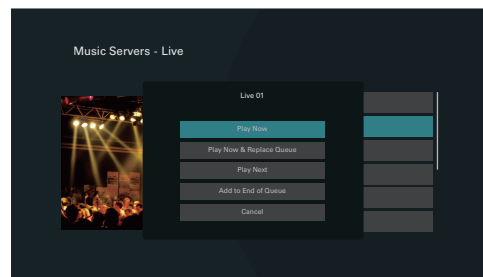 Music Servers - Live
Live 01
Play Now
Play Now & Replace Queue
Play Next
Add to End of Queue
Cancel